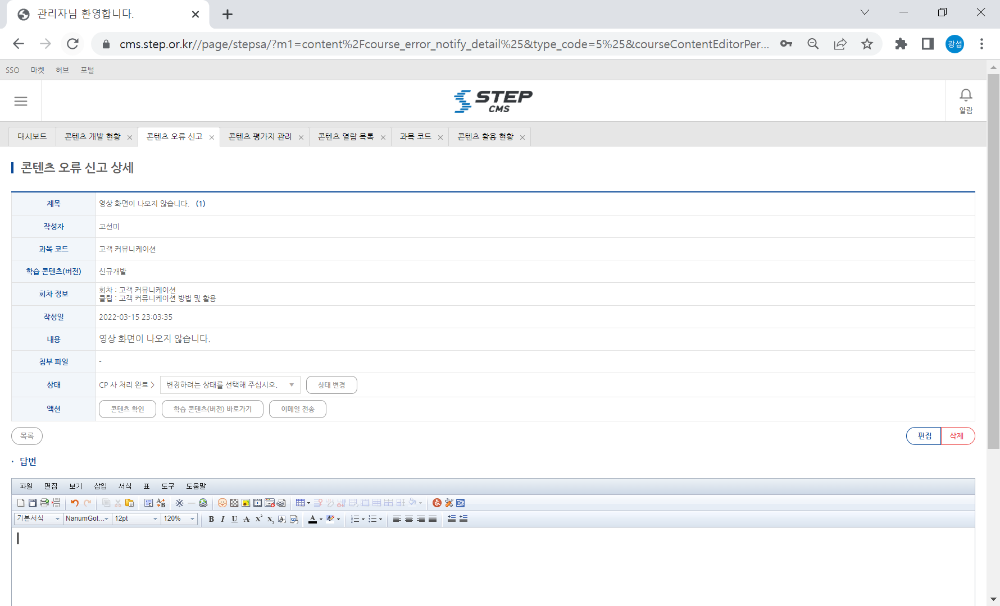 관리자님 환영합니다.
cms.step.or.kr//page/stepsa/?m1=content%2Fcourse_error_notify_detail%25&type_code=5%25&courseContentEditorPer...
광섭
SSO 마켓 허브 포털
STEP
CMS
알람
대시보드 콘텐츠 개발 현황 콘텐츠 오류 신고 콘텐츠 평가지 관리 콘텐츠 열람 목록 과목 코드 콘텐츠 활용 현황
콘텐츠 오류 신고 상세
제목 영상 화면이 나오지 않습니다. (1)
작성자 고선미
과목 코드 고객 커뮤니케이션
학습 콘텐츠(버전) 신규개발
회차 정보 회차 : 고객 커뮤니케이션
클립 : 고객 커뮤니케이션 방법 및 활용
작성일 2022-03-15 23:03:35
내용 영상 화면이 나오지 않습니다.
첨부 파일 -
상태 CP 사 처리 완료 > 변경하려는 상태를 선택해 주십시오. 상태 변경
액션 콘텐츠 확인 학습 콘텐츠(버전) 바로가기 이메일 전송
목록 편집 삭제
· 답변
파일 편집 보기 삽입 서식 표 도구 도움말
기본서식 NanumGot... 12pt 120%